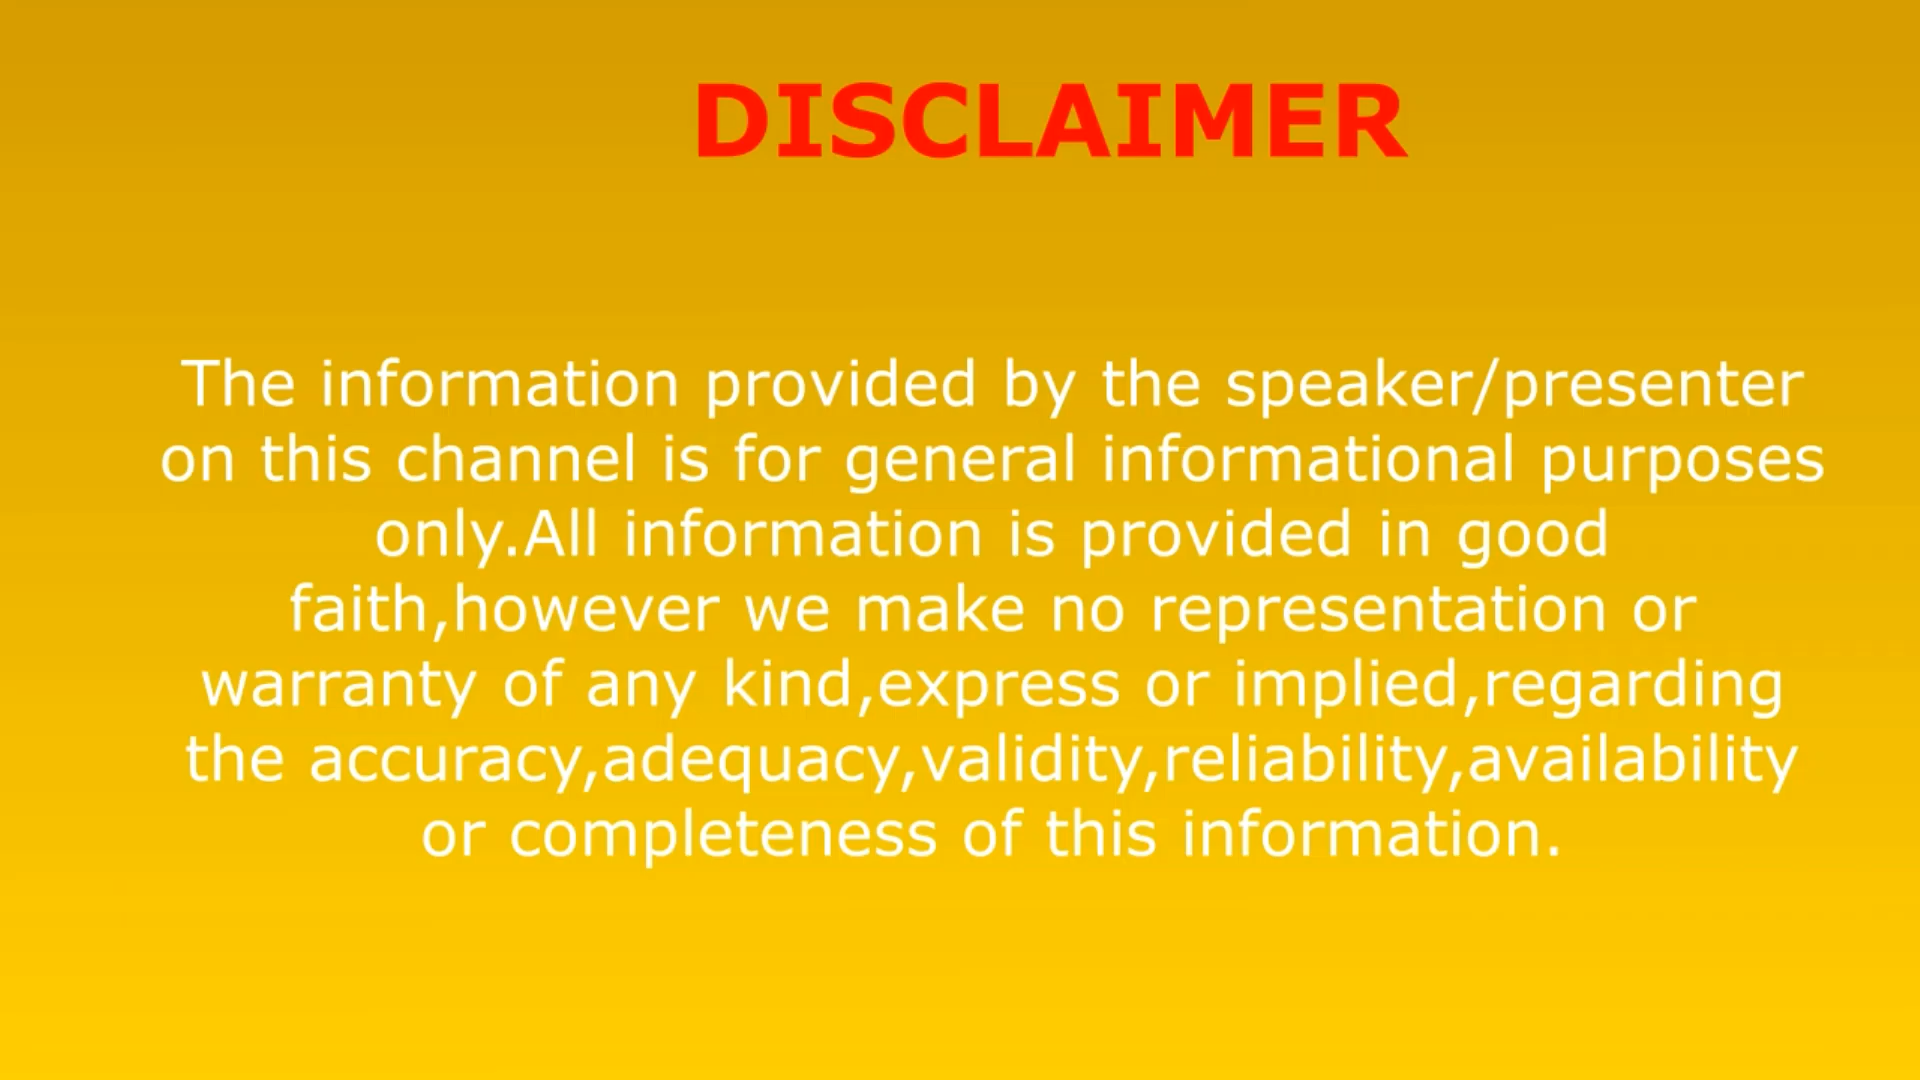 DISCLAIMER
The information provided by the speaker/presenter
on this channel is for general informational purposes
only.All information is provided in good
faith,however we make no representation or
warranty of any kind,express or implied,regarding
the accuracy,adequacy,validity,reliability,availability
or completeness of this information.